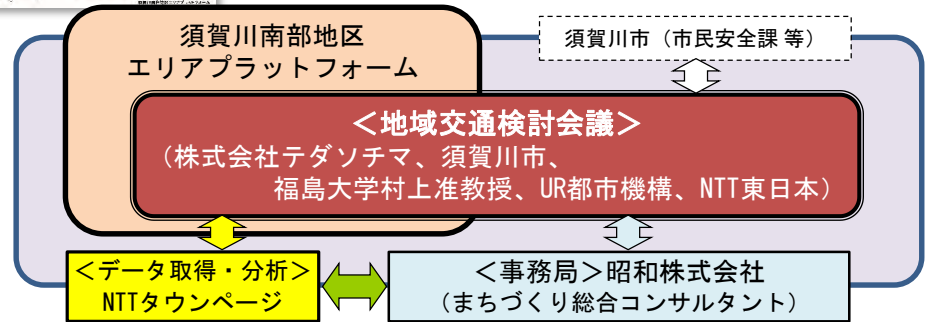 須賀川南部地区
エリアプラットフォーム
須賀川市（市民安全課 等）
＜地域交通検討会議＞
（株式会社テダソチマ、須賀川市、
福島大学村上准教授、UR都市機構、NTT東日本）
＜データ取得・分析＞
NTTタウンページ
＜事務局＞昭和株式会社
（まちづくり総合コンサルタント）